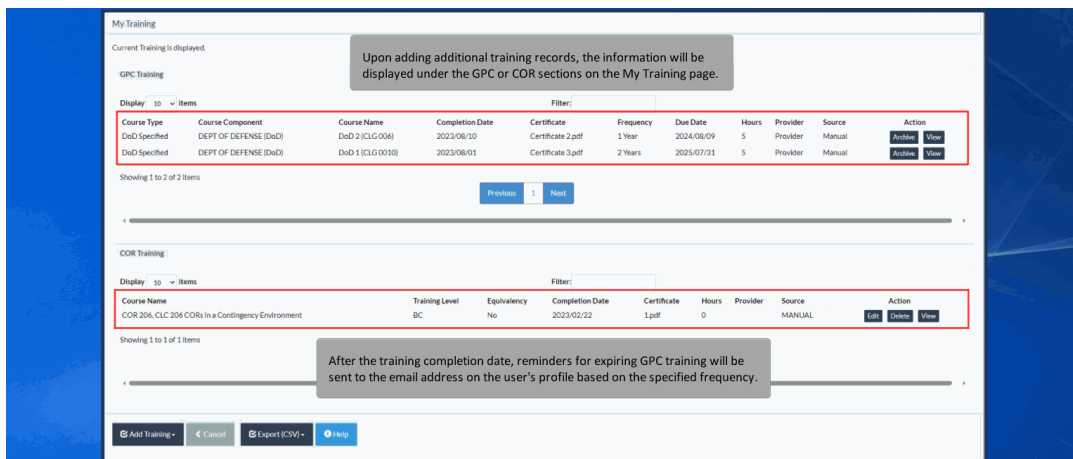 My Training
Current Training is displayed.
Upon adding additional training records, the information will be
displayed under the GPC or COR sections on the My Training page.
GPC Training
Display 10 items Filter:
Course Type Course Component Course Name Completion Date Certificate Frequency Due Date Hours Provider Source Action
DoD Specified DEPT OF DEFENSE (DoD) DoD 2 (CLG 006) 2023/08/10 Certificate 2.pdf 1 Year 2024/08/09 5 Provider Manual Archive View
DoD Specified DEPT OF DEFENSE (DoD) DoD 1 (CLG 0010) 2023/08/01 Certificate 3.pdf 2 Years 2025/07/31 5 Provider Manual Archive View
Showing 1 to 2 of 2 items
Previous 1 Next
COR Training
Display 10 items Filter:
Course Name Training Level Equivalency Completion Date Certificate Hours Provider Source Action
COR 206, CLC 206 CORs in a Contingency Environment BC No 2023/02/22 1.pdf 0 MANUAL Edit Delete View
Showing 1 to 1 of 1 items
After the training completion date, reminders for expiring GPC training will be
sent to the email address on the user's profile based on the specified frequency.
Add Training Cancel Export (CSV) Help